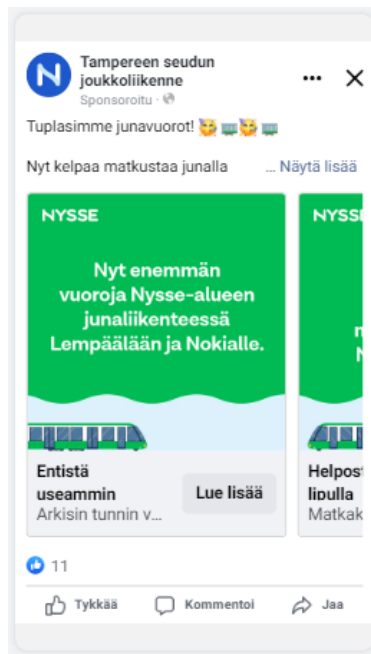 Tampereen seudun
joukkoliikenne
Sponsoroitu ·
Tuplasimme junavuorot!
Nyt kelpaa matkustaa junalla ... Näytä lisää
NYSSE
Nyt enemmän
vuoroja Nysse-alueen
junaliikenteessä
Lempäälään ja Nokialle.
Entistä
useammin
Arkisin tunnin v...
Lue lisää
NYSSE
Helpos
lipulla
Matkak
11
Tykkää
Kommentoi
Jaa